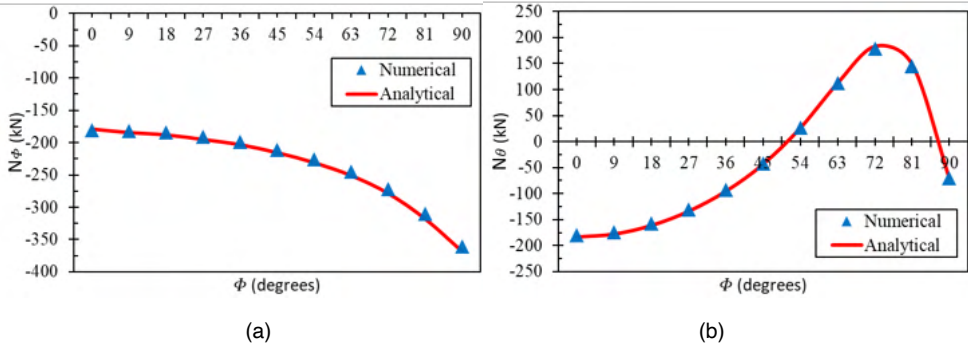 0
0 9 18 27 36 45 54 63 72 81 90
-50
-100
-150
-200
-250
-300
-350
-400
NΦ (kN)
Numerical
Analytical
Φ (degrees)
(a)
250
200
150
100
50
0
-50
-100
-150
-200
-250
Nθ (kN)
0 9 18 27 36 45 54 63 72 81 90
Numerical
Analytical
Φ (degrees)
(b)